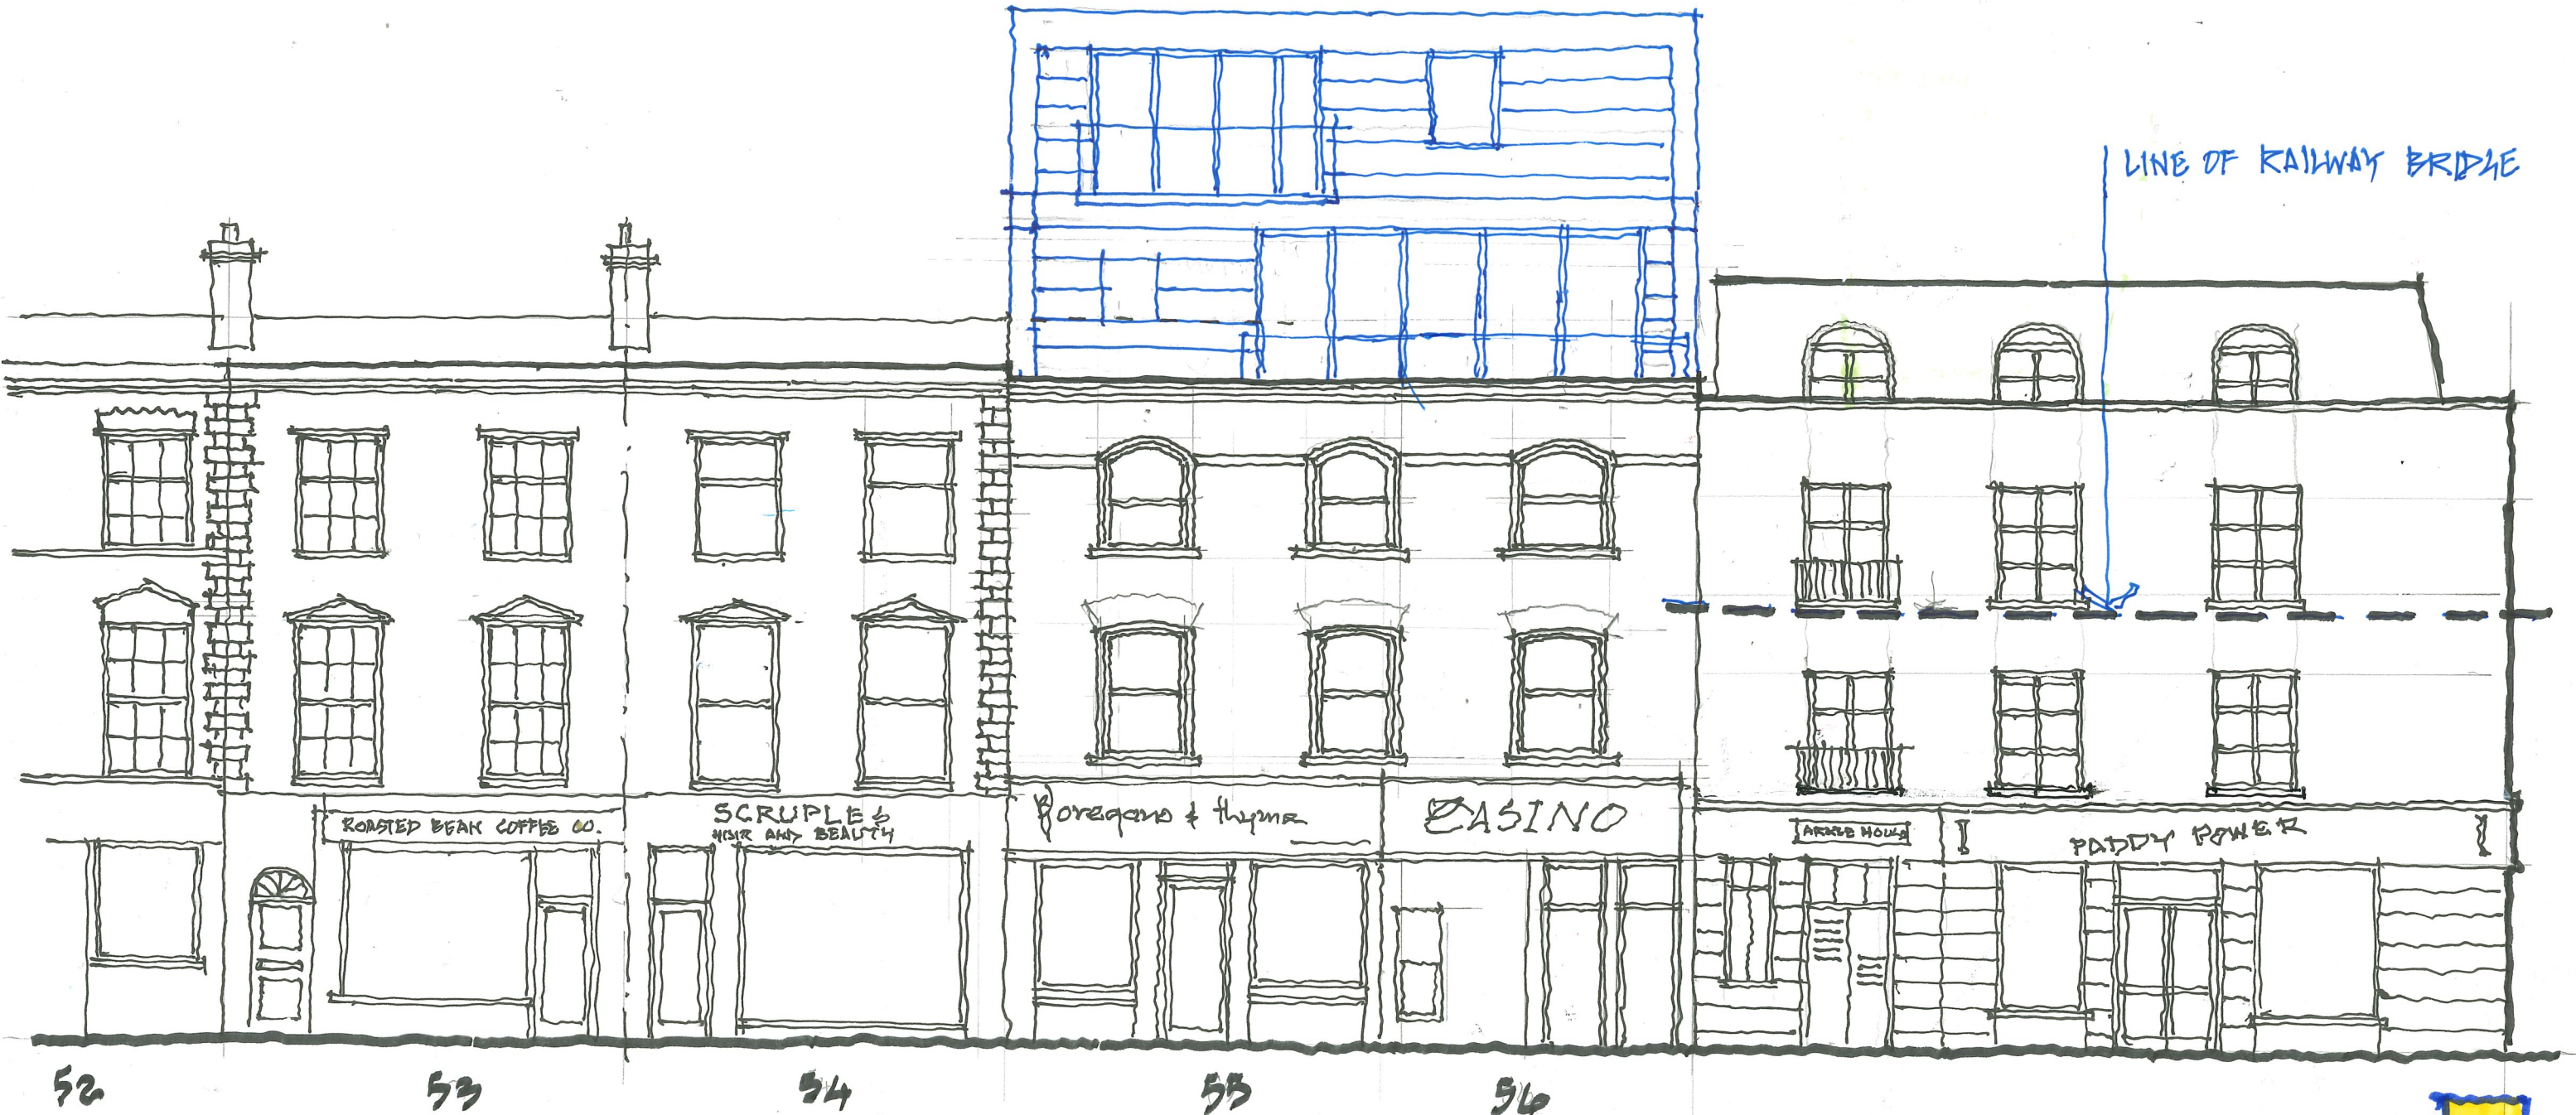 LINE OF RAILWAY BRIDGE
ROASTED BEAN COFFEE CO.
SCRUPLES
HAIR AND BEAUTY
oregano & thyme
CASINO
PADDY POWER
52 53 54 55 56